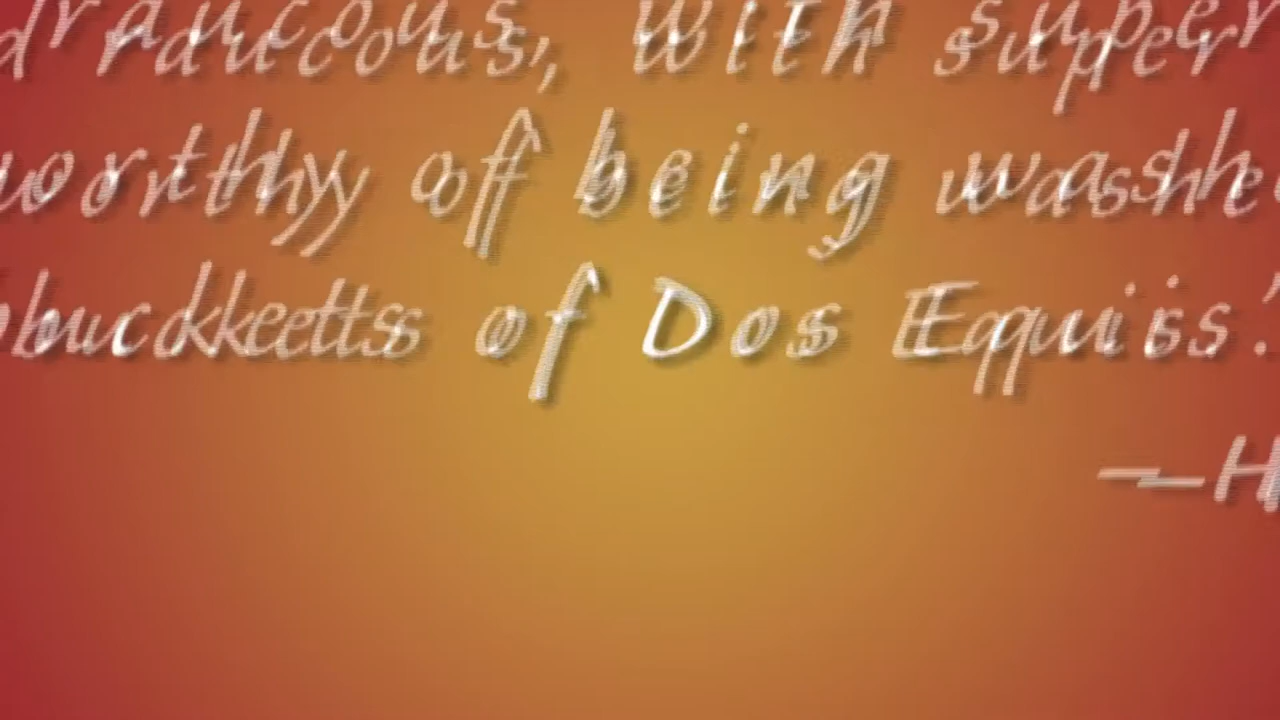 raucous, with super
worthy of being washe
buckets of Dos Equis.
—H